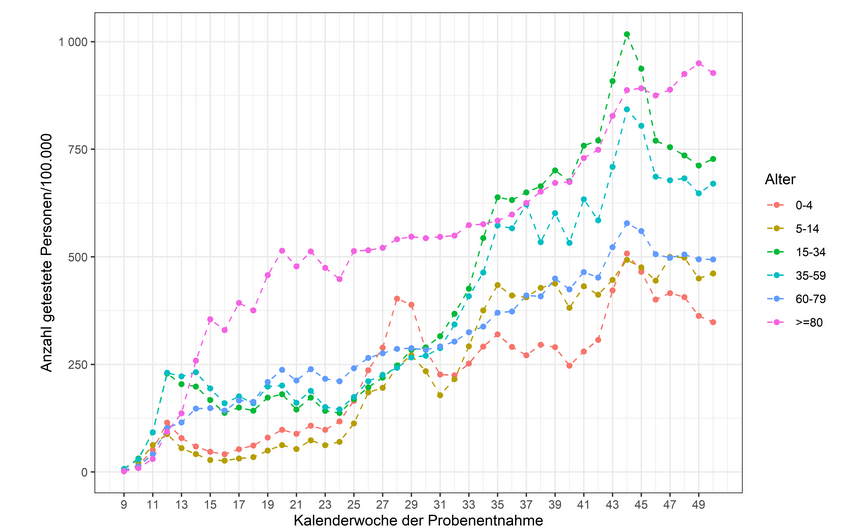 Anzahl getestete Personen/100.000
1 000
750
500
250
0
9 11 13 15 17 19 21 23 25 27 29 31 33 35 37 39 41 43 45 47 49
Kalenderwoche der Probenentnahme
Alter
0-4
5-14
15-34
35-59
60-79
>=80